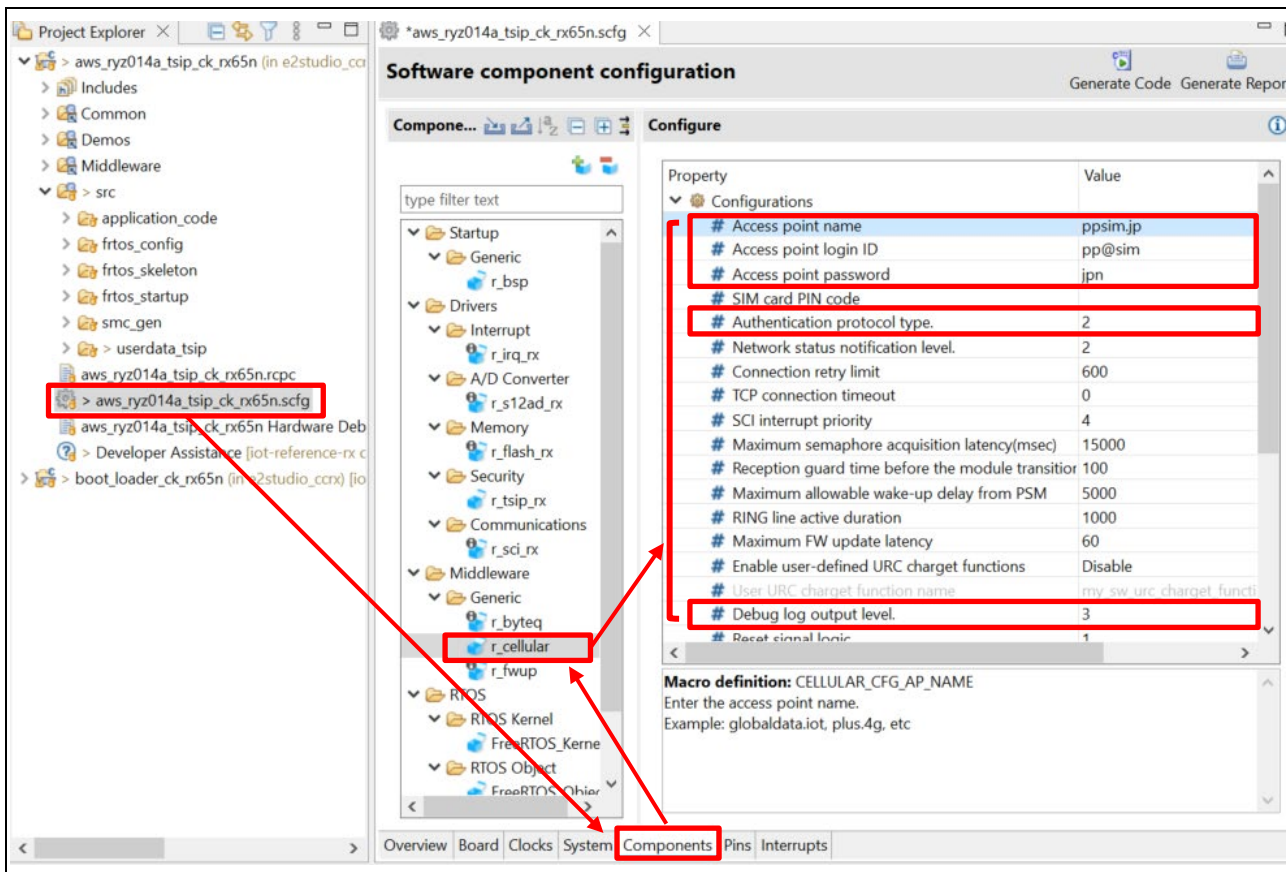 Project Explorer
> aws_ryz014a_tsip_ck_rx65n (in e2studio_ccr
Includes
Common
Demos
Middleware
> src
application_code
frtos_config
frtos_skeleton
frtos_startup
smc_gen
> userdata_tsip
aws_ryz014a_tsip_ck_rx65n.rcpc
> aws_ryz014a_tsip_ck_rx65n.scfg
aws_ryz014a_tsip_ck_rx65n Hardware Deb
> Developer Assistance [iot-reference-rx c
> boot_loader_ck_rx65n (in e2studio_ccrx) [io
*aws_ryz014a_tsip_ck_rx65n.scfg
Software component configuration
Generate Code Generate Repor
Compone...
type filter text
Startup
Generic
r_bsp
Drivers
Interrupt
r_irq_rx
A/D Converter
r_s12ad_rx
Memory
r_flash_rx
Security
r_tsip_rx
Communications
r_sci_rx
Middleware
Generic
r_byteq
r_cellular
r_fwup
RTOS
RTOS Kernel
FreeRTOS_Kerne
RTOS Object
FreeRTOS_Objec
Configure
Property Value
Configurations
# Access point name ppsim.jp
# Access point login ID pp@sim
# Access point password jpn
# SIM card PIN code
# Authentication protocol type. 2
# Network status notification level. 2
# Connection retry limit 600
# TCP connection timeout 0
# SCI interrupt priority 4
# Maximum semaphore acquisition latency(msec) 15000
# Reception guard time before the module transition 100
# Maximum allowable wake-up delay from PSM 5000
# RING line active duration 1000
# Maximum FW update latency 60
# Enable user-defined URC charget functions Disable
# User URC charget function name my_sw_urc_charget_functi
# Debug log output level. 3
# Reset signal logic 1
Macro definition: CELLULAR_CFG_AP_NAME
Enter the access point name.
Example: globaldata.iot, plus.4g, etc
Overview Board Clocks System Components Pins Interrupts